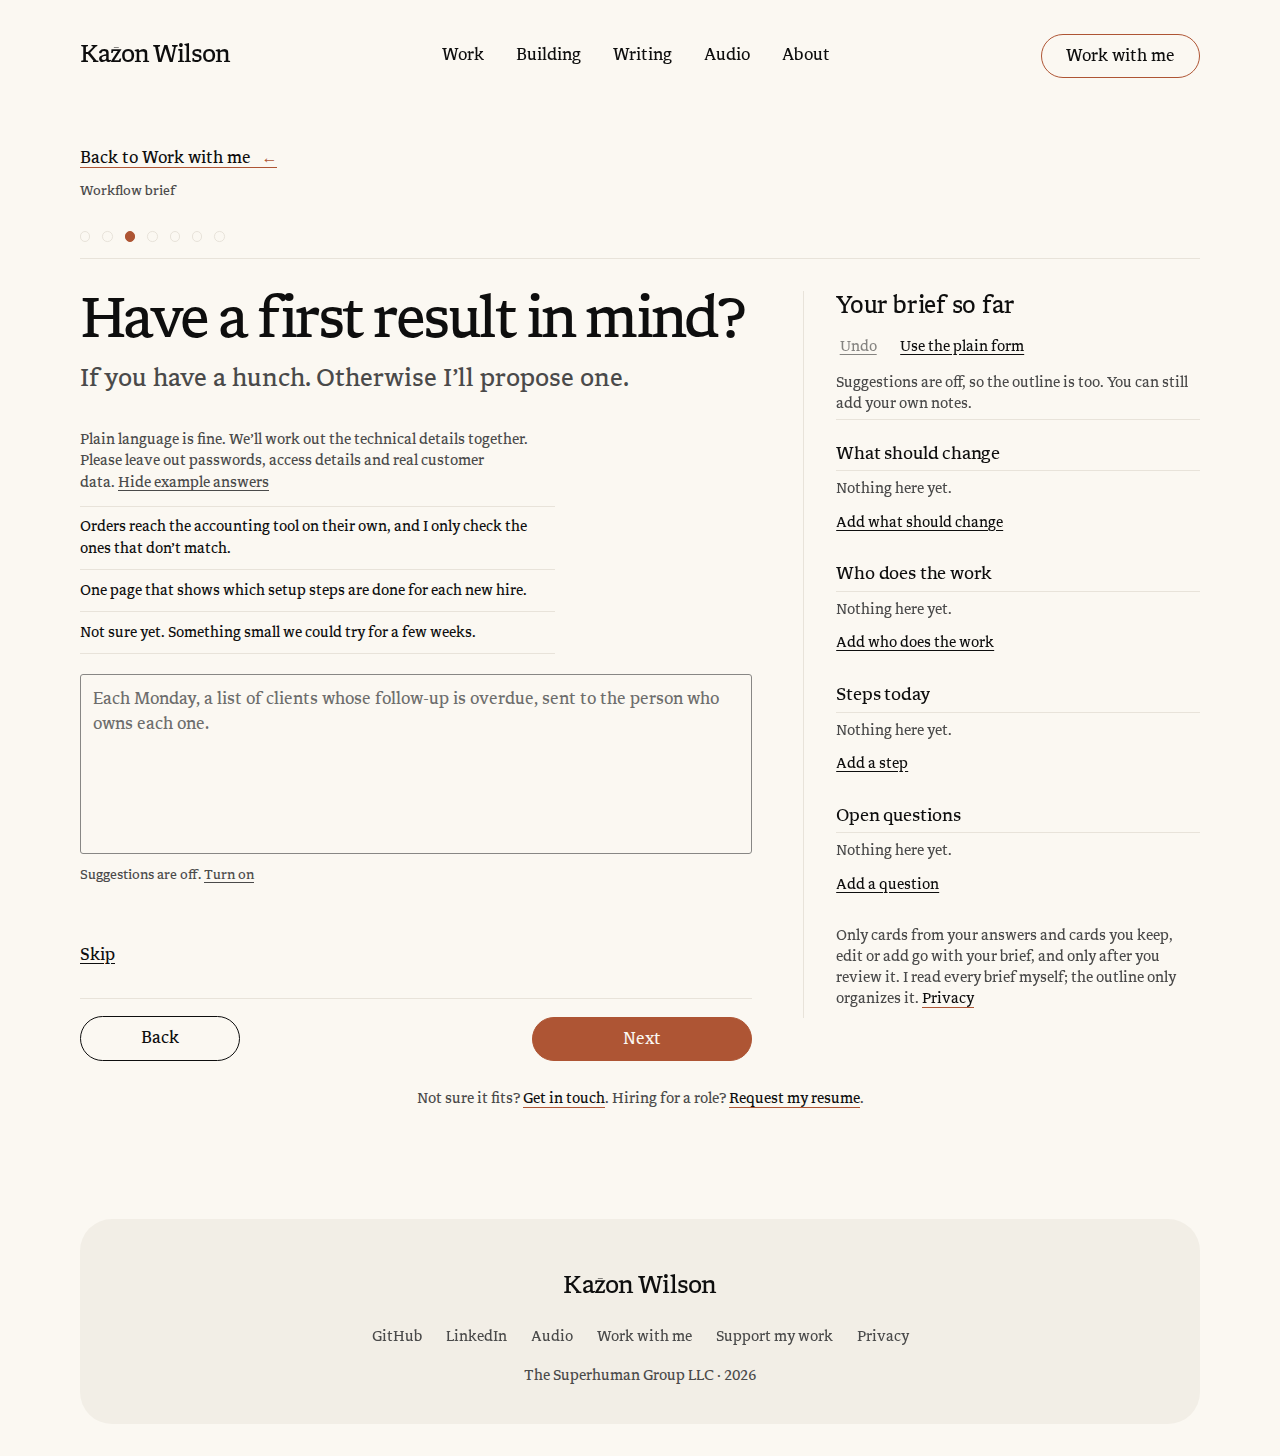 Kažon Wilson
Work
Building
Writing
Audio
About
Work with me
Back to Work with me ←
Workflow brief
Have a first result in mind?
If you have a hunch. Otherwise I’ll propose one.
Plain language is fine. We’ll work out the technical details together.
Please leave out passwords, access details and real customer
data. Hide example answers
Orders reach the accounting tool on their own, and I only check the
ones that don’t match.
One page that shows which setup steps are done for each new hire.
Not sure yet. Something small we could try for a few weeks.
Each Monday, a list of clients whose follow-up is overdue, sent to the person who
owns each one.
Suggestions are off. Turn on
Skip
Back
Next
Your brief so far
Undo
Use the plain form
Suggestions are off, so the outline is too. You can still
add your own notes.
What should change
Nothing here yet.
Add what should change
Who does the work
Nothing here yet.
Add who does the work
Steps today
Nothing here yet.
Add a step
Open questions
Nothing here yet.
Add a question
Only cards from your answers and cards you keep,
edit or add go with your brief, and only after you
review it. I read every brief myself; the outline only
organizes it. Privacy
Not sure it fits? Get in touch. Hiring for a role? Request my resume.
Kažon Wilson
GitHub
LinkedIn
Audio
Work with me
Support my work
Privacy
The Superhuman Group LLC · 2026